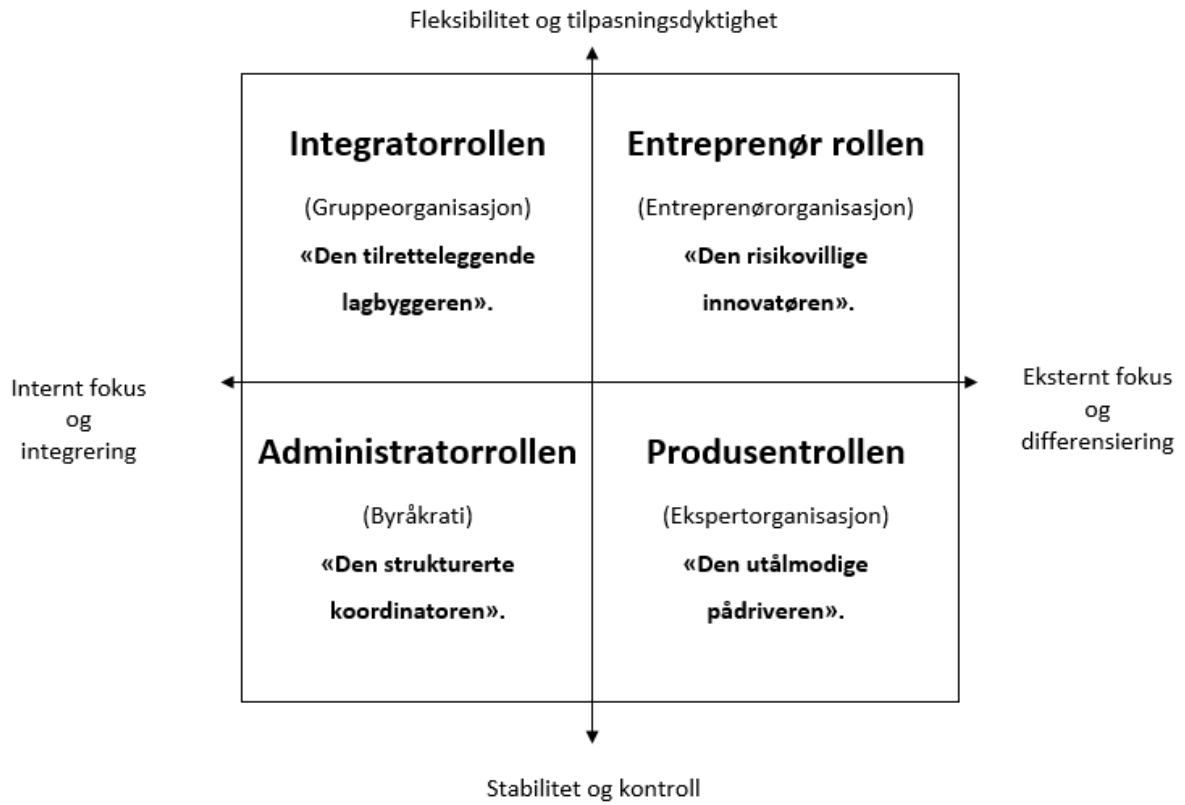 Fleksibilitet og tilpasningsdyktighet
Integratorrollen
(Gruppeorganisasjon)
«Den tilretteleggende
lagbyggeren».
Entreprenør rollen
(Entreprenørorganisasjon)
«Den risikovillige
innovatøren».
Internt fokus
og
integrering
Eksternt fokus
og
differensiering
Administratorrollen
(Byråkrati)
«Den strukturerte
koordinatoren».
Produsentrollen
(Ekspertorganisasjon)
«Den utålmodige
pådriveren».
Stabilitet og kontroll